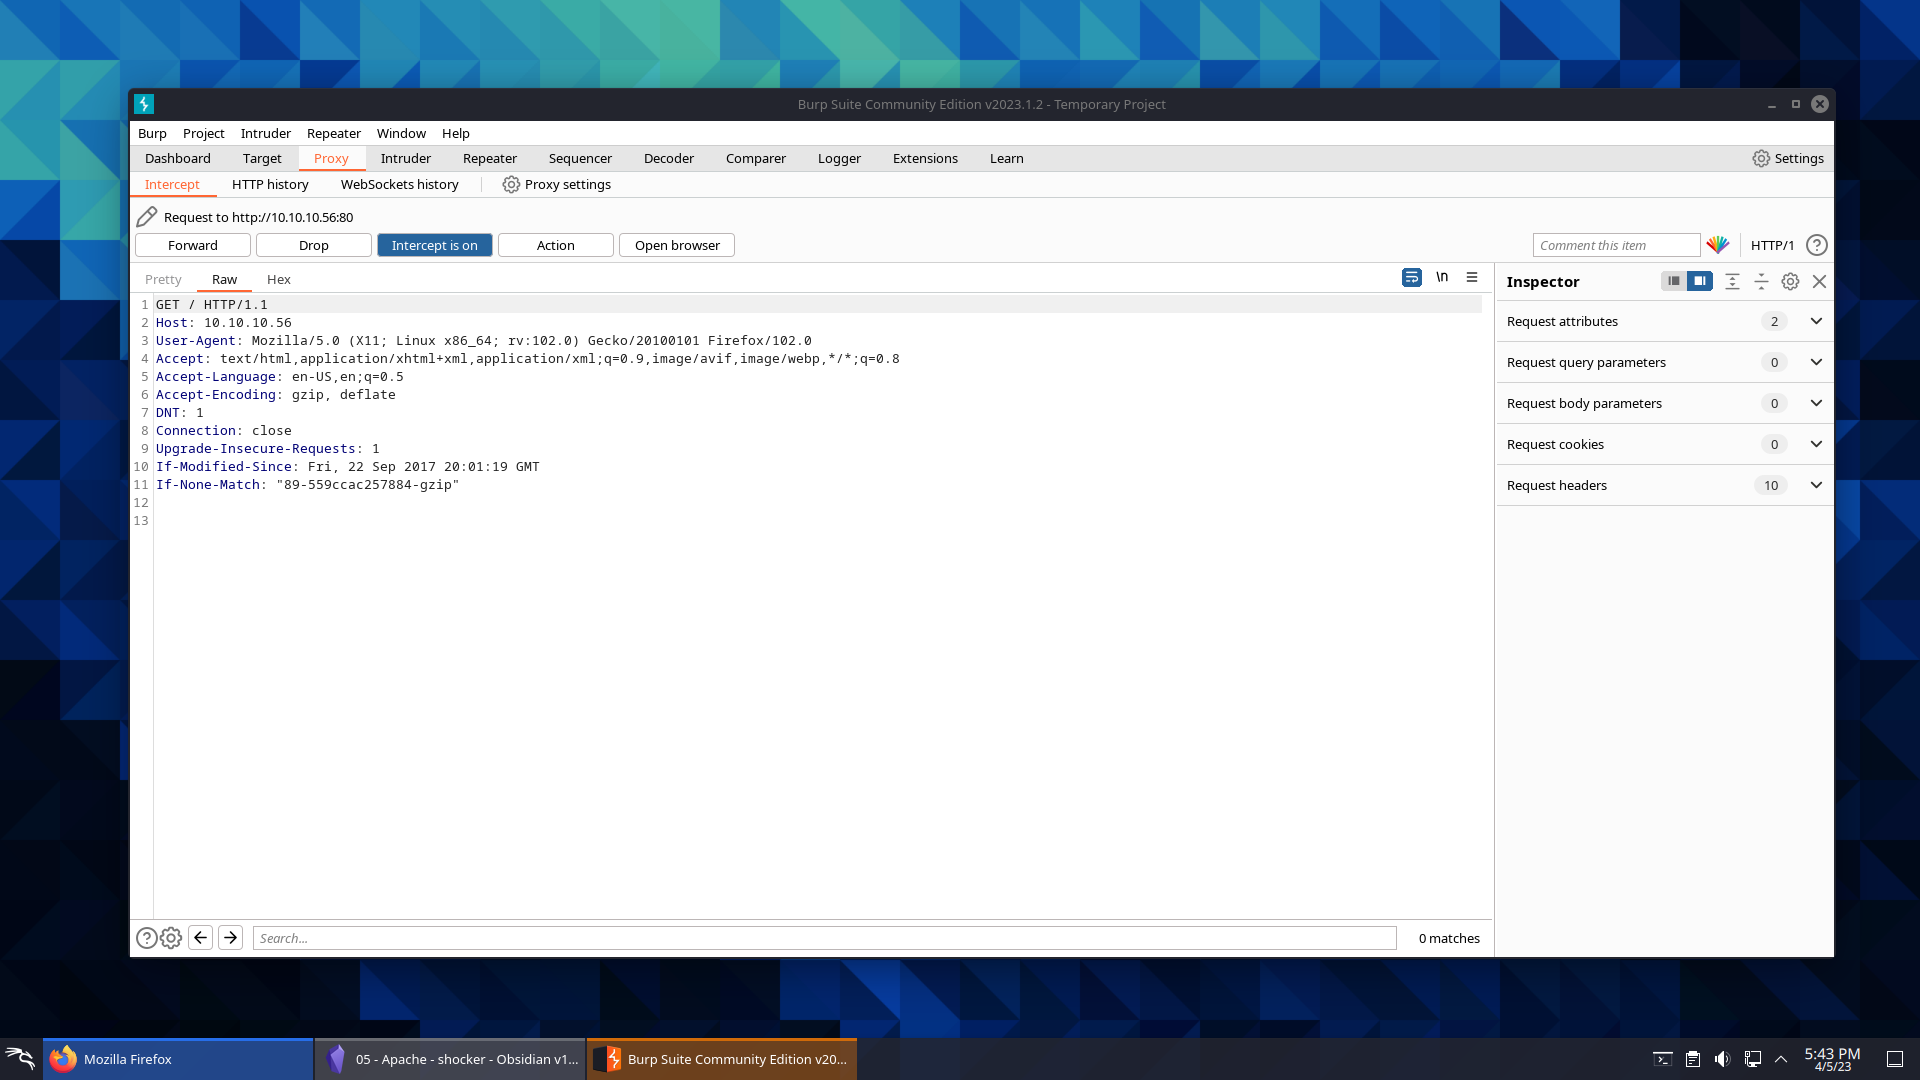 Burp Suite Community Edition v2023.1.2 - Temporary Project
Burp Project Intruder Repeater Window Help
Dashboard Target Proxy Intruder Repeater Sequencer Decoder Comparer Logger Extensions Learn Settings
Intercept HTTP history WebSockets history Proxy settings
Request to http://10.10.10.56:80
Forward Drop Intercept is on Action Open browser Comment this item HTTP/1 ?
Pretty Raw Hex \n
Inspector
1 GET / HTTP/1.1
2 Host: 10.10.10.56
3 User-Agent: Mozilla/5.0 (X11; Linux x86_64; rv:102.0) Gecko/20100101 Firefox/102.0
4 Accept: text/html,application/xhtml+xml,application/xml;q=0.9,image/avif,image/webp,*/*;q=0.8
5 Accept-Language: en-US,en;q=0.5
6 Accept-Encoding: gzip, deflate
7 DNT: 1
8 Connection: close
9 Upgrade-Insecure-Requests: 1
10 If-Modified-Since: Fri, 22 Sep 2017 20:01:19 GMT
11 If-None-Match: "89-559ccac257884-gzip"
12
13
Request attributes 2
Request query parameters 0
Request body parameters 0
Request cookies 0
Request headers 10
? Search... 0 matches
Mozilla Firefox 05 - Apache - shocker - Obsidian v1... Burp Suite Community Edition v20... 5:43 PM
4/5/23